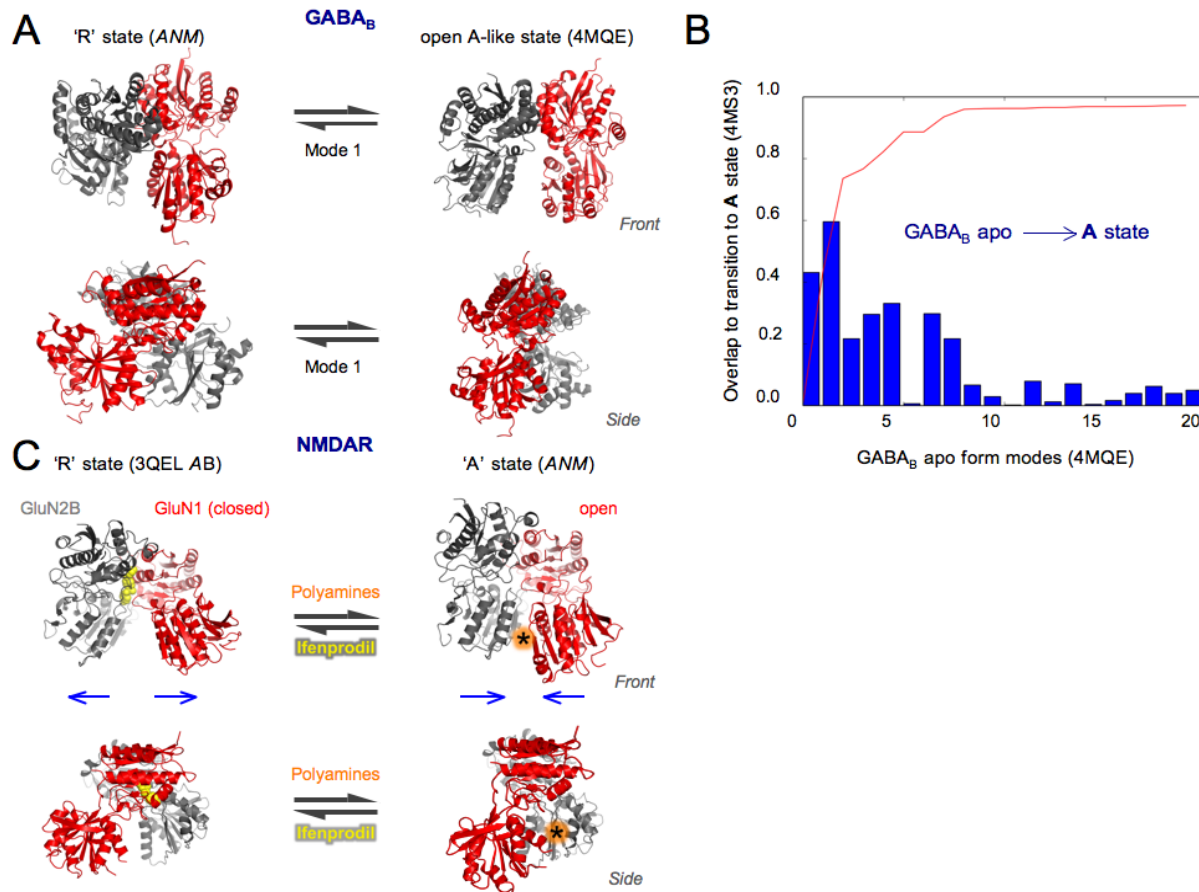 A
GABAB
'R' state (ANM)
open A-like state (4MQE)
Mode 1
Front
Mode 1
Side
B
Overlap to transition to A state (4MS3)
1.0
0.8
0.6
0.4
0.2
0.0
GABAB apo → A state
0 5 10 15 20
GABAB apo form modes (4MQE)
C
NMDAR
'R' state (3QEL AB)
'A' state (ANM)
GluN2B
GluN1 (closed)
open
Polyamines
Ifenprodil
*
Front
Polyamines
Ifenprodil
*
Side